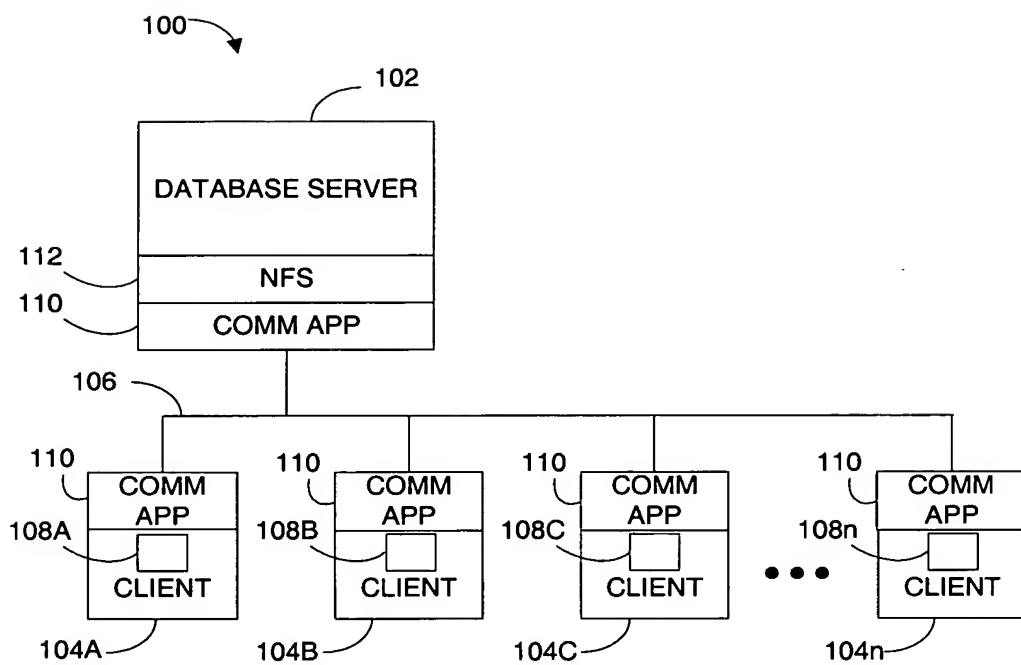 100
102
DATABASE SERVER
112
NFS
110
COMM APP
106
110
COMM
APP
108A
CLIENT
104A
110
COMM
APP
108B
CLIENT
104B
110
COMM
APP
108C
CLIENT
104C
110
COMM
APP
108n
CLIENT
104n